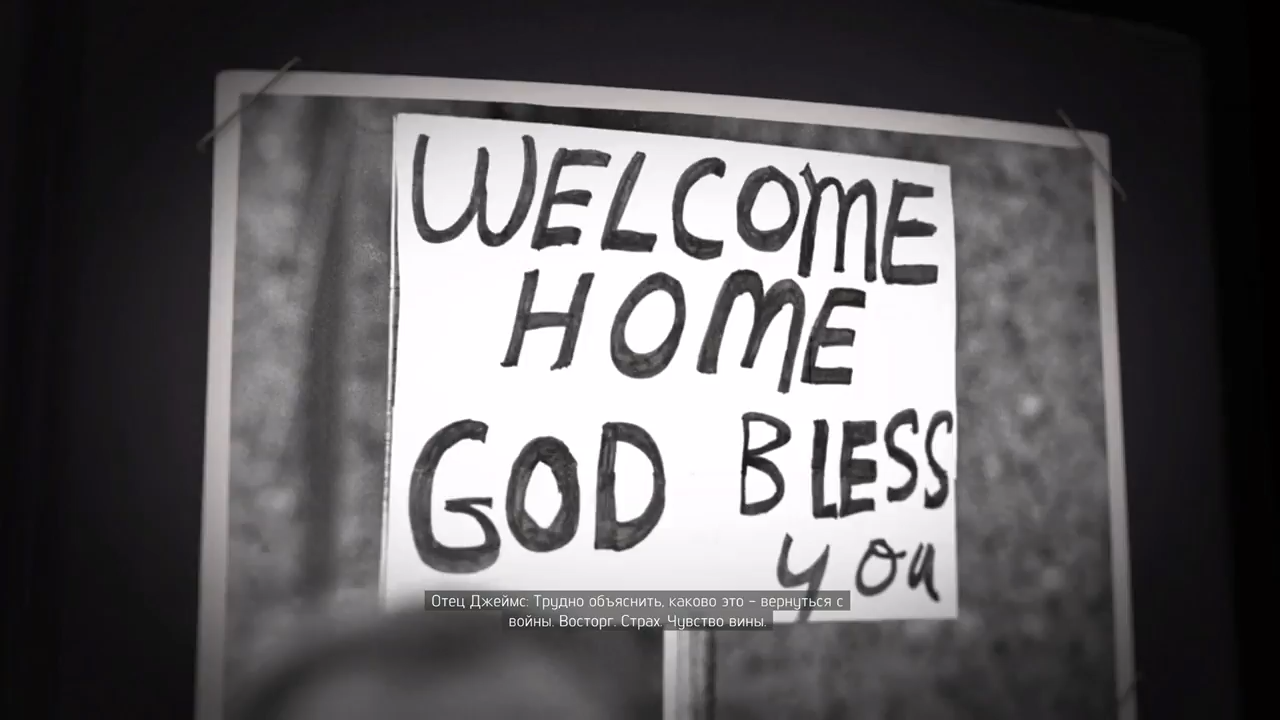 WELCOME
HOME
GOD BLESS
you
Отец Джеймс: Трудно объяснить, каково это – вернуться с
войны. Восторг. Страх. Чувство вины.